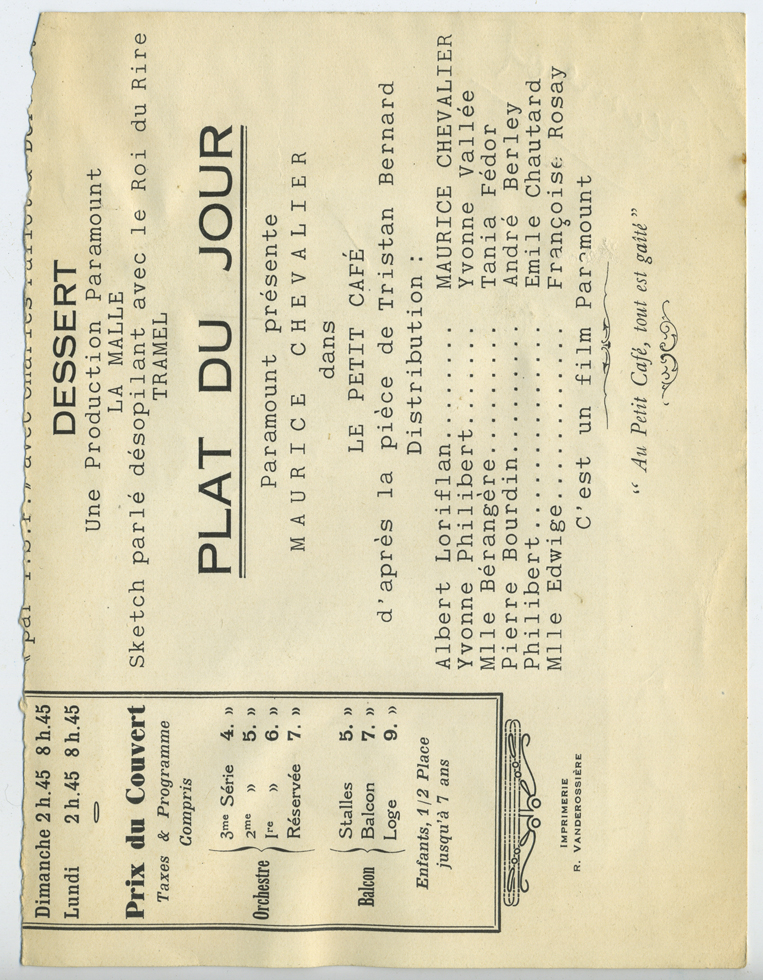 Dimanche 2 h.45 8 h.45
Lundi 2 h.45 8 h.45
Prix du Couvert
Taxes & Programme
Compris
Orchestre
3me Série 4. »
2me » 5. »
Ire » 6. »
Réservée 7. »
Balcon
Stalles 5. »
Balcon 7. »
Loge 9. »
Enfants, 1/2 Place
jusqu'à 7 ans
IMPRIMERIE
R. VANDEROSSIÈRE
« par T.S.F.» avec Charles
DESSERT
Une Production Paramount
LA MALLE
Sketch parlé désopilant avec le Roi du Rire
TRAMEL
PLAT DU JOUR
Paramount présente
MAURICE CHEVALIER
dans
LE PETIT CAFÉ
d'après la pièce de Tristan Bernard
Distribution :
Albert Loriflan......... MAURICE CHEVALIER
Yvonne Philibert....... Yvonne Vallée
Mlle Bérangère......... Tania Fédor
Pierre Bourdin......... André Berley
Philibert.............. Emile Chautard
Mlle Edwige............ Françoise Rosay
C'est un film Paramount
“ Au Petit Café, tout est gaîté ”